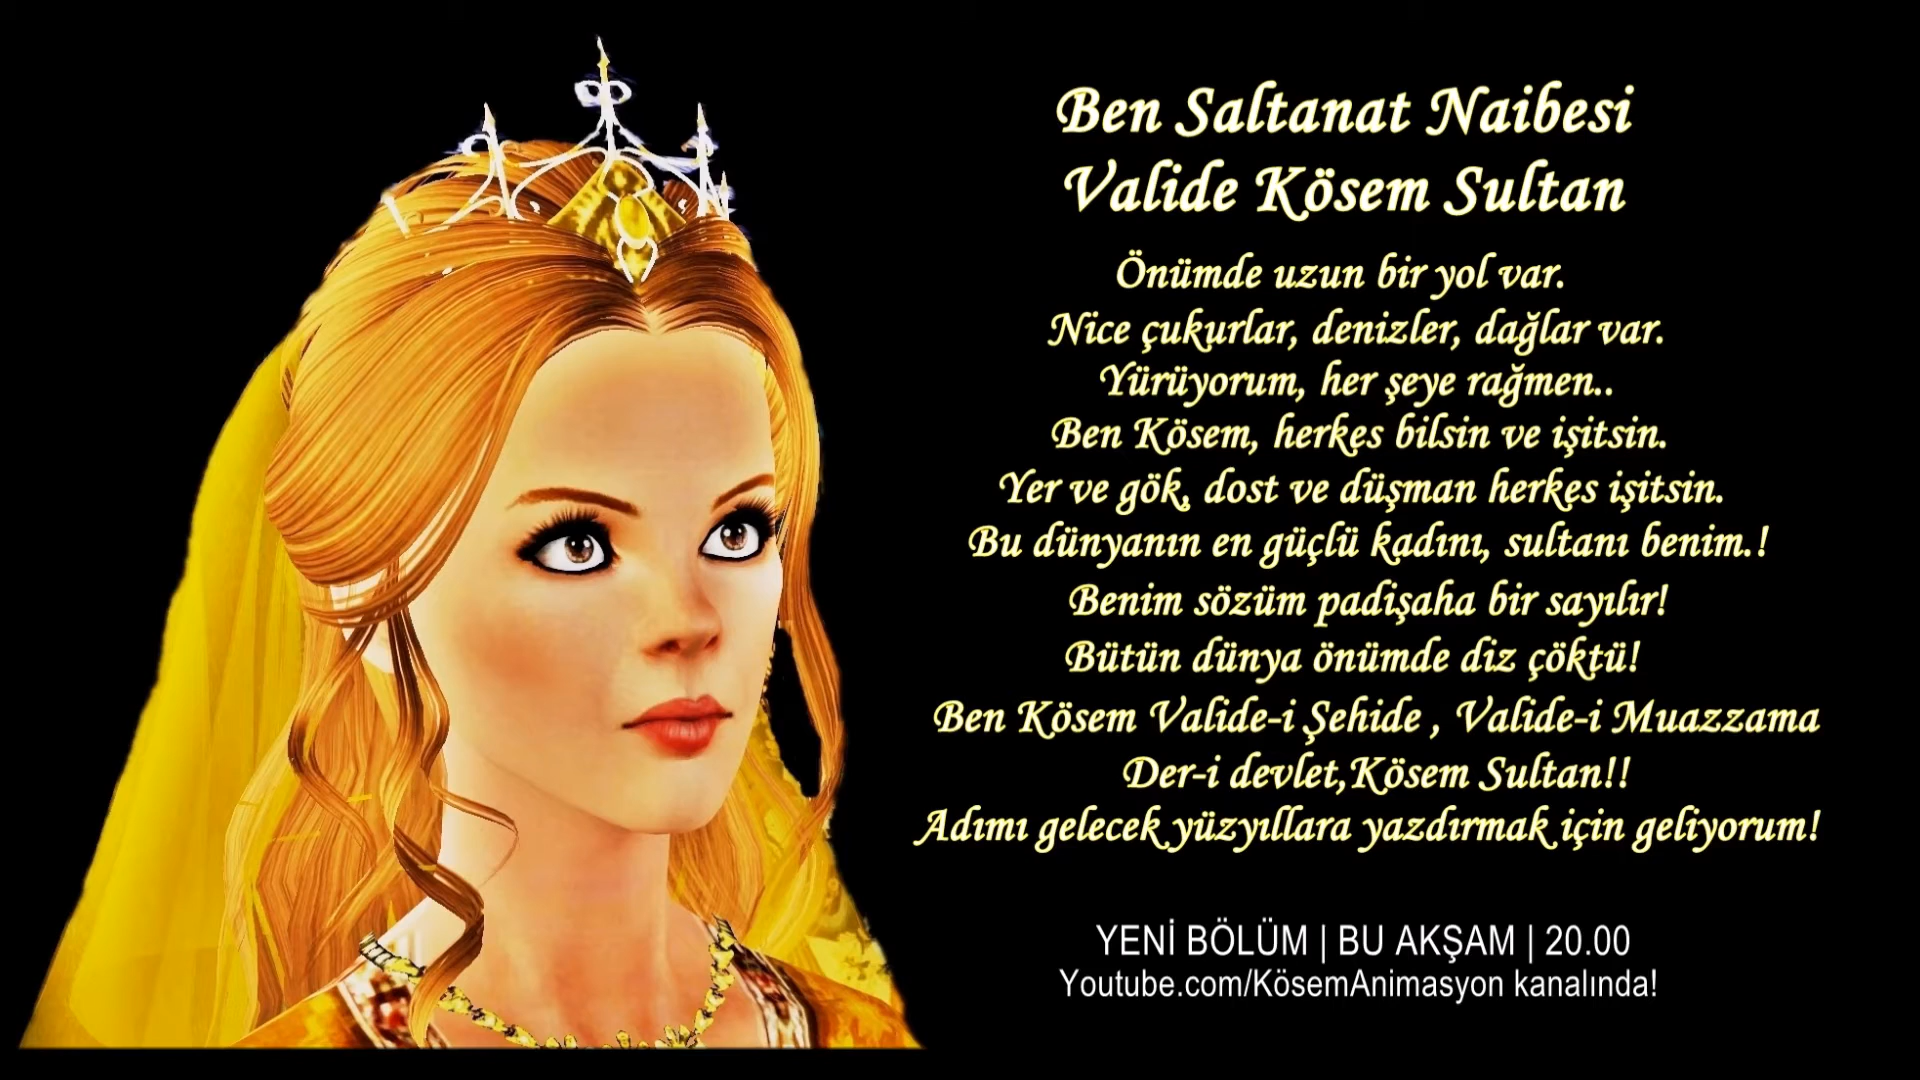 Ben Saltanat Naibesi
Valide Kösem Sultan
Önümde uzun bir yol var.
Nice çukurlar, denizler, dağlar var.
Yürüyorum, her şeye rağmen..
Ben Kösem, herkes bilsin ve işitsin.
Yer ve gök, dost ve düşman herkes işitsin.
Bu dünyanın en güçlü kadını, sultanı benim.!
Benim sözüm padişaha bir sayılır!
Bütün dünya önümde diz çöktü!
Ben Kösem Valide-i Şehide , Valide-i Muazzama
Der-i devlet,Kösem Sultan!!
Adımı gelecek yüzyıllara yazdırmak için geliyorum!
YENİ BÖLÜM | BU AKŞAM | 20.00
Youtube.com/KösemAnimasyon kanalında!